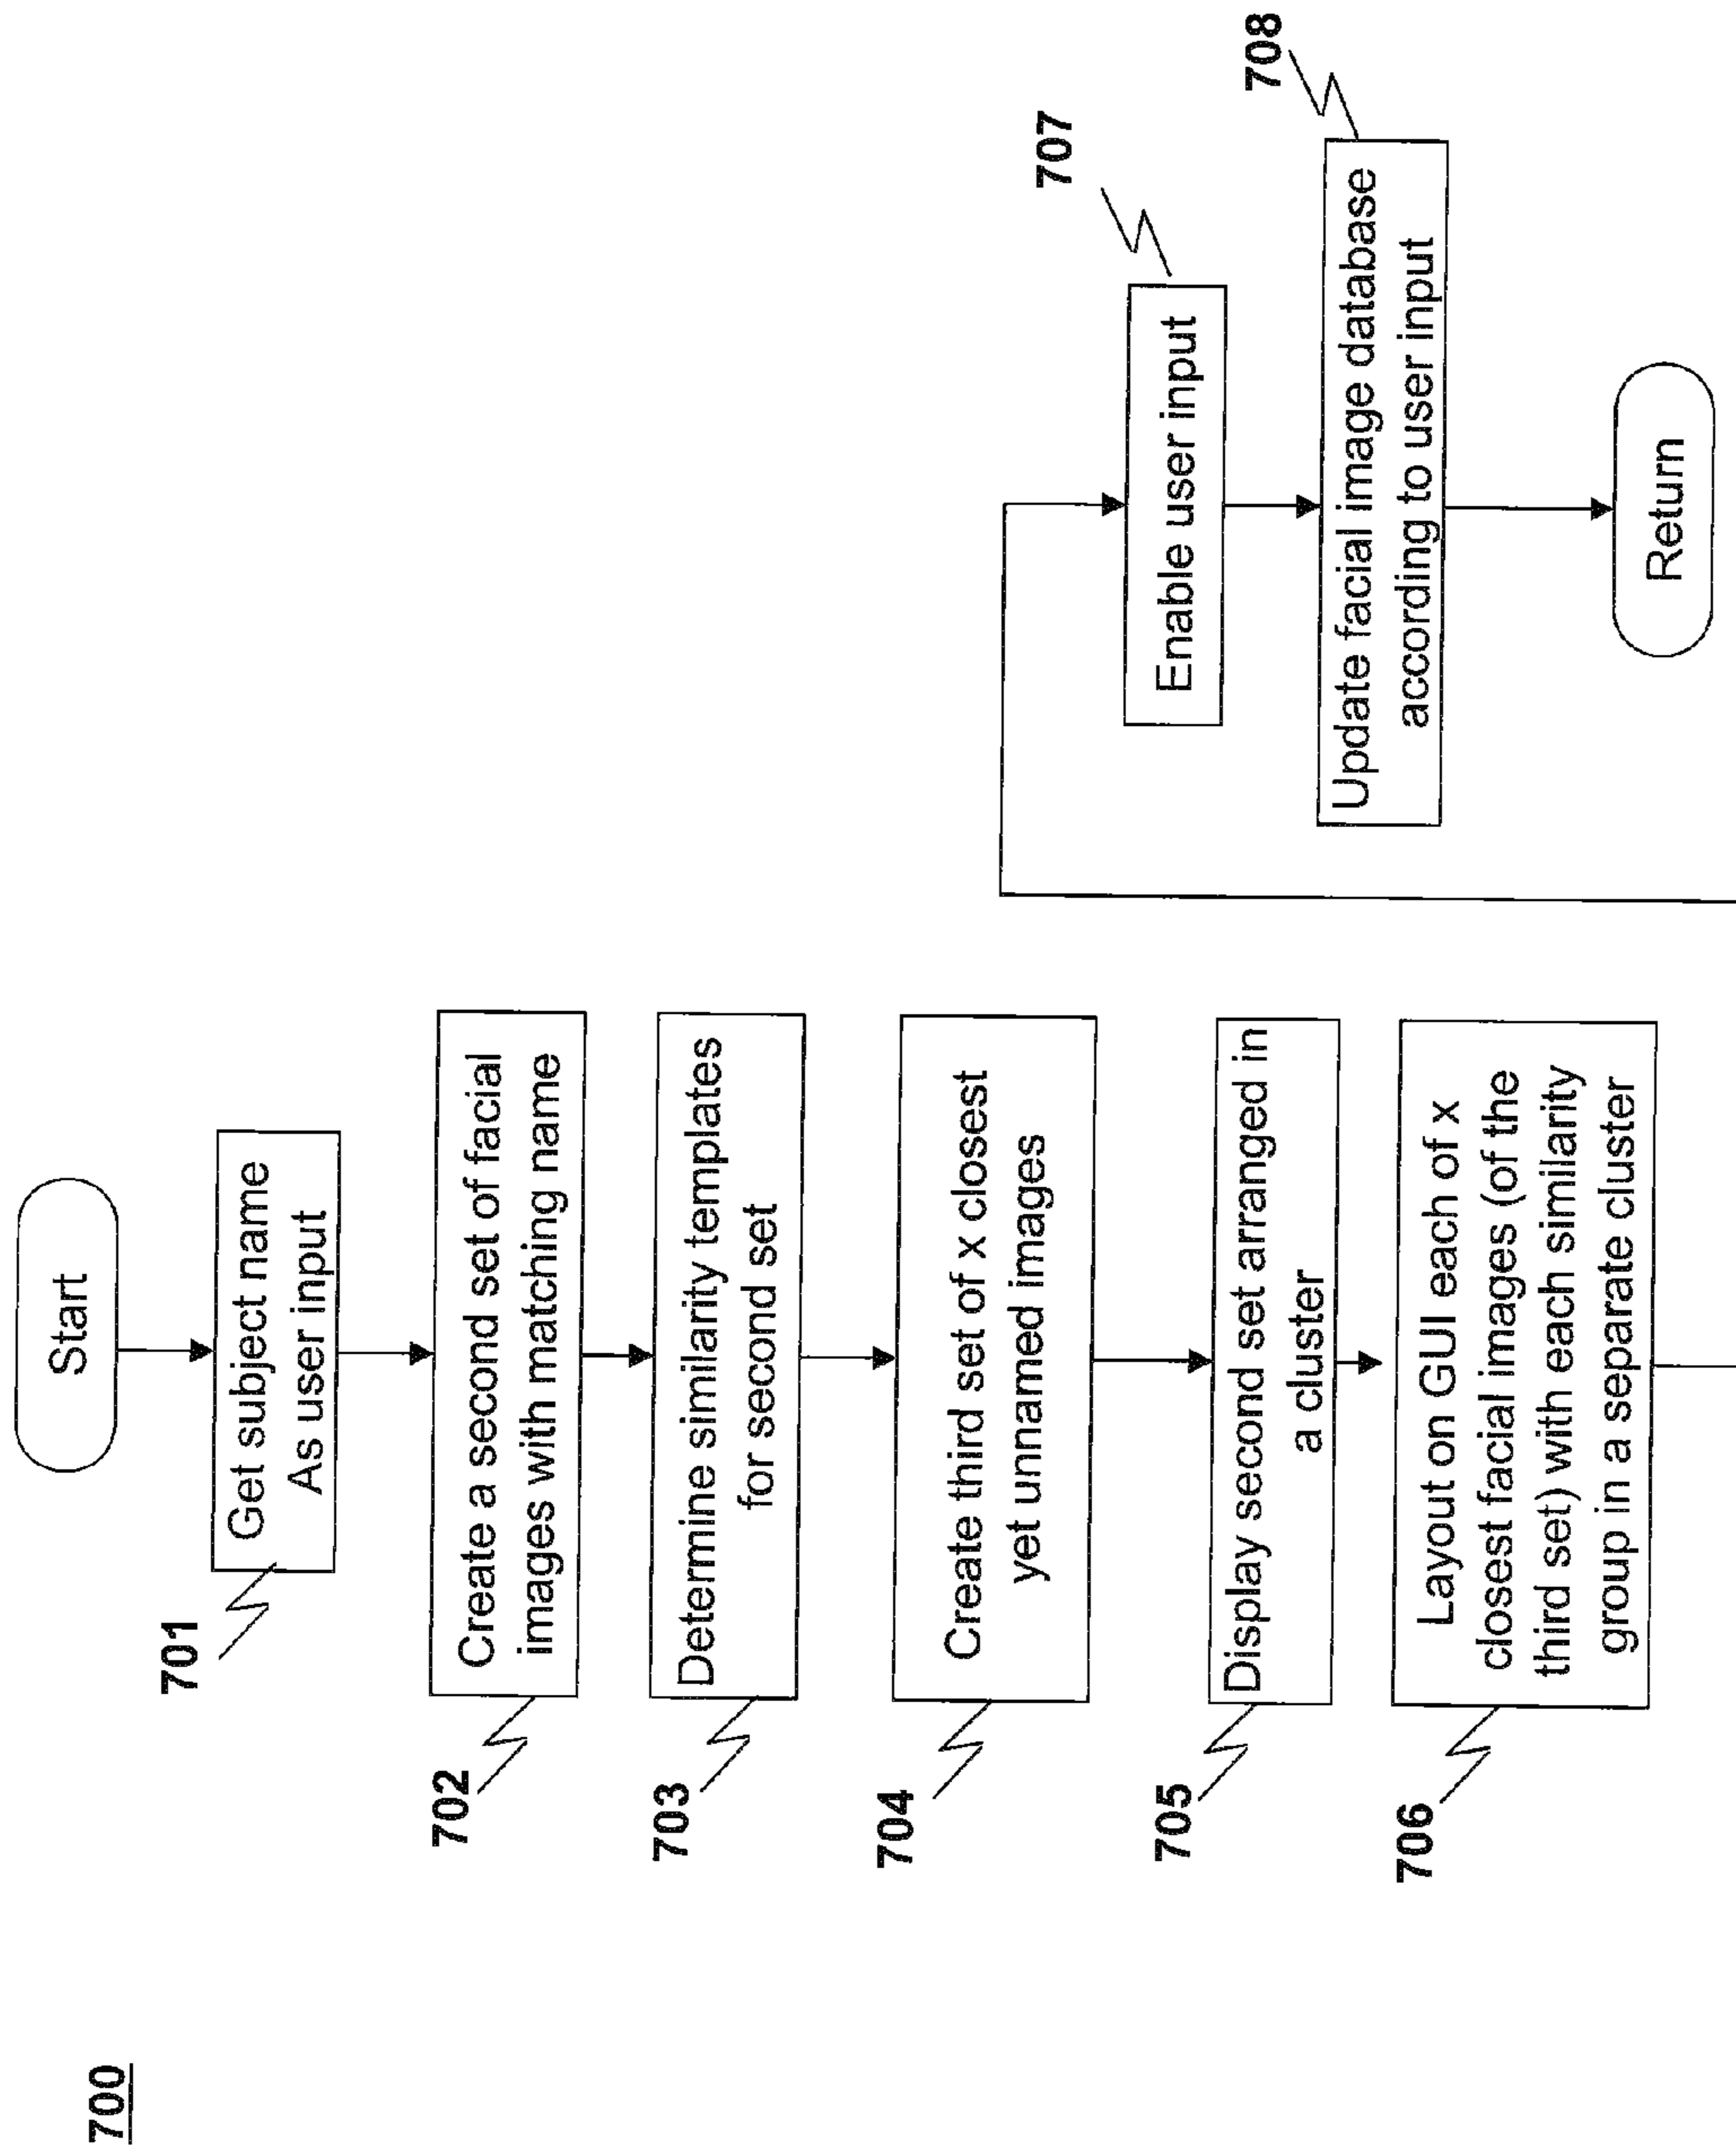 700
Start
701
Get subject name
As user input
702
Create a second set of facial
images with matching name
703
Determine similarity templates
for second set
704
Create third set of x closest
yet unnamed images
705
Display second set arranged in
a cluster
706
Layout on GUI each of x
closest facial images (of the
third set) with each similarity
group in a separate cluster
707
Enable user input
708
Update facial image database
according to user input
Return